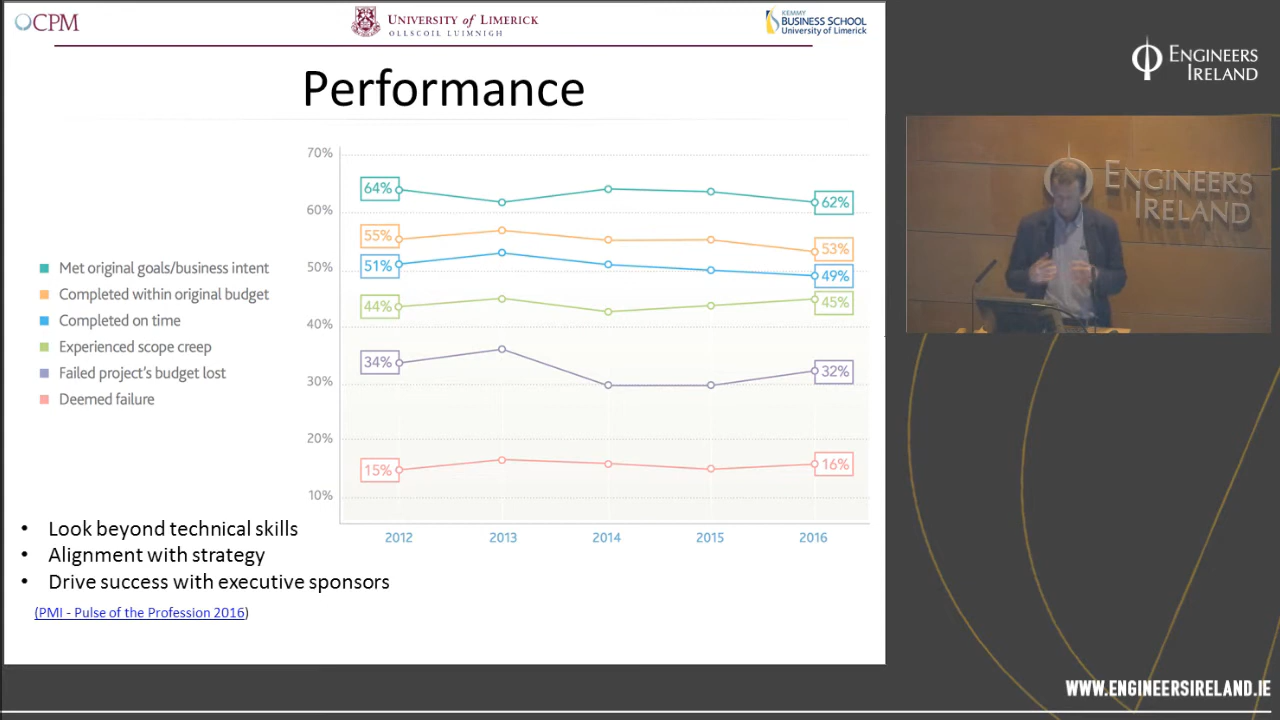 CPM
UNIVERSITY of LIMERICK
OLLSCOIL LUIMNIGH
KEMMY
BUSINESS SCHOOL
University of Limerick
ENGINEERS
IRELAND
Performance
70%
60%
50%
40%
30%
20%
10%
64%
62%
55%
53%
51%
49%
44%
45%
34%
32%
15%
16%
2012
2013
2014
2015
2016
Met original goals/business intent
Completed within original budget
Completed on time
Experienced scope creep
Failed project's budget lost
Deemed failure
• Look beyond technical skills
• Alignment with strategy
• Drive success with executive sponsors
(PMI - Pulse of the Profession 2016)
ENGINEERS
IRELAND
WWW.ENGINEERSIRELAND.IE